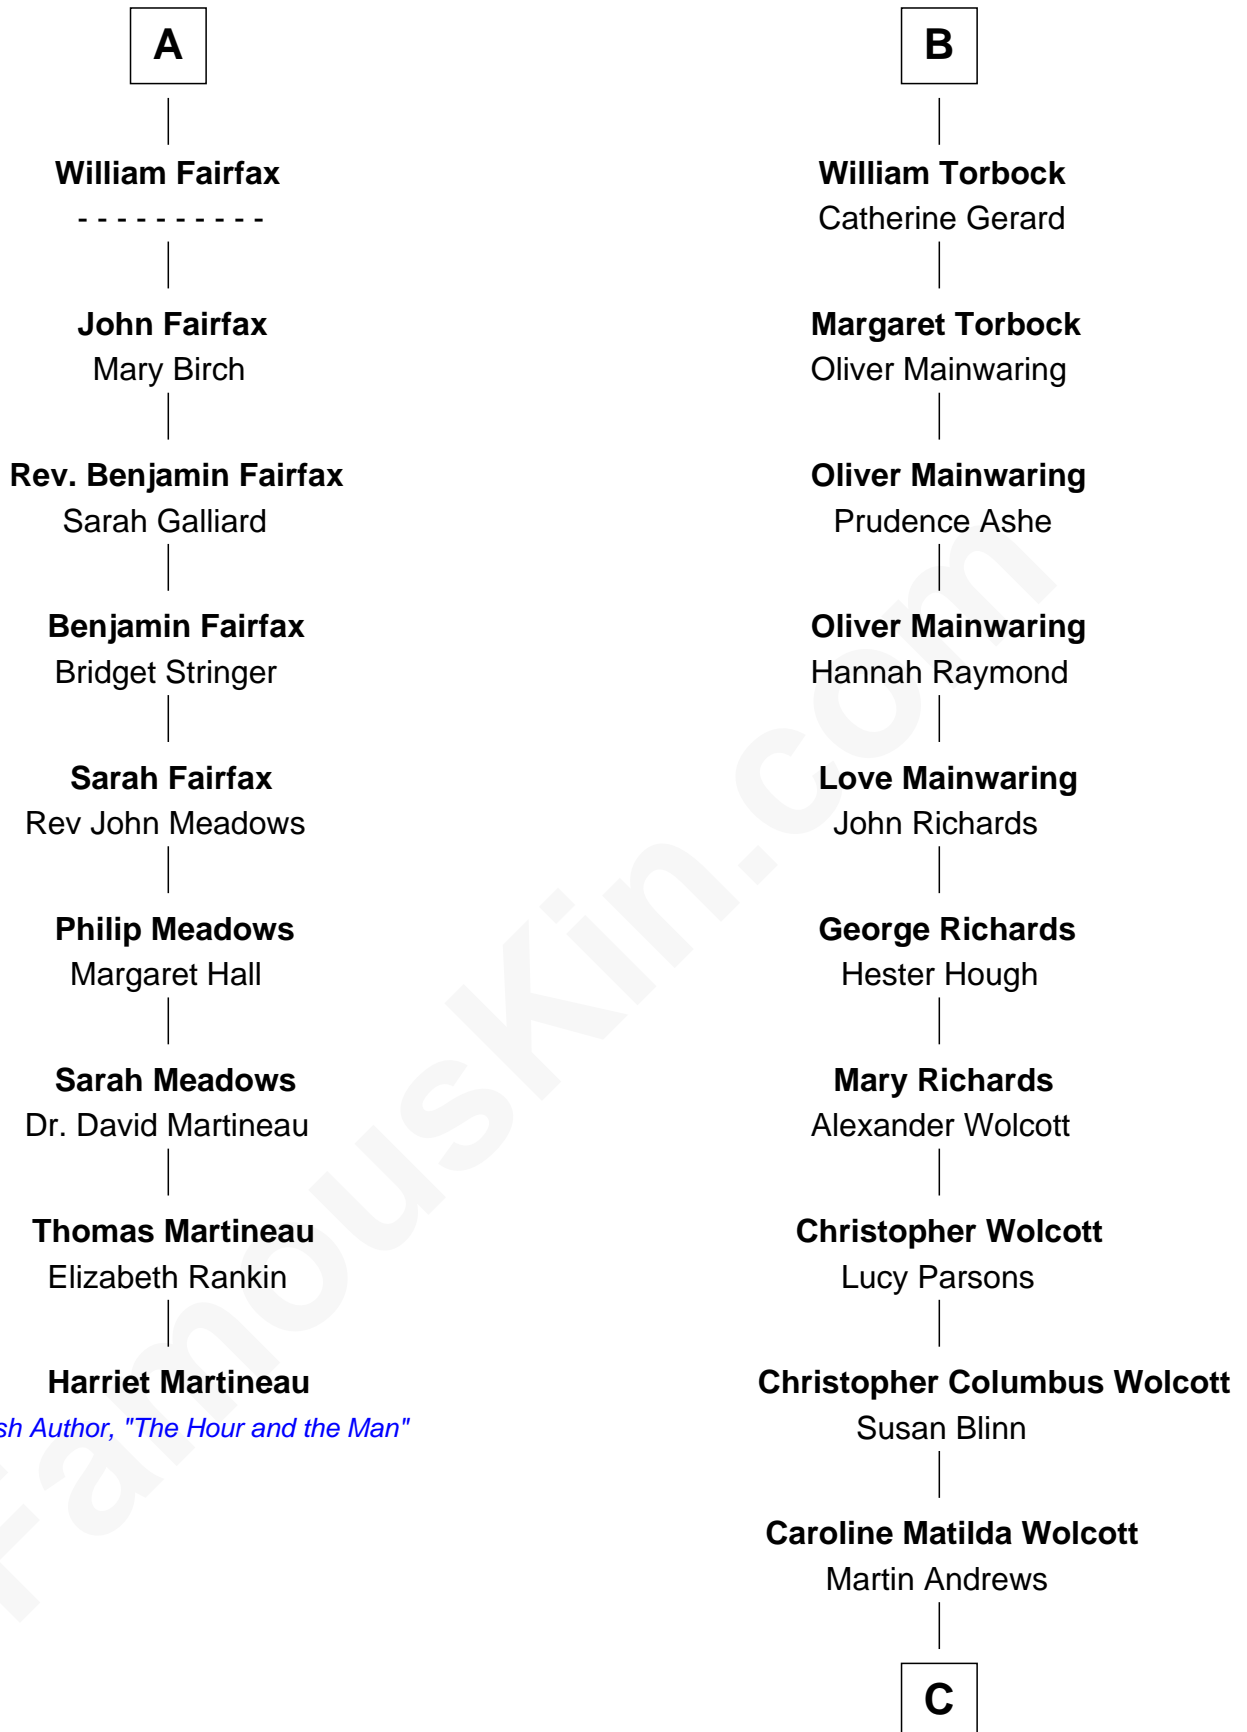 A
William Fairfax
- - - - - - - - - -
John Fairfax
Mary Birch
Rev. Benjamin Fairfax
Sarah Galliard
Benjamin Fairfax
Bridget Stringer
Sarah Fairfax
Rev John Meadows
Philip Meadows
Margaret Hall
Sarah Meadows
Dr. David Martineau
Thomas Martineau
Elizabeth Rankin
Harriet Martineau
sh Author, "The Hour and the Man"
B
William Torbock
Catherine Gerard
Margaret Torbock
Oliver Mainwaring
Oliver Mainwaring
Prudence Ashe
Oliver Mainwaring
Hannah Raymond
Love Mainwaring
John Richards
George Richards
Hester Hough
Mary Richards
Alexander Wolcott
Christopher Wolcott
Lucy Parsons
Christopher Columbus Wolcott
Susan Blinn
Caroline Matilda Wolcott
Martin Andrews
C
FamousKin.com